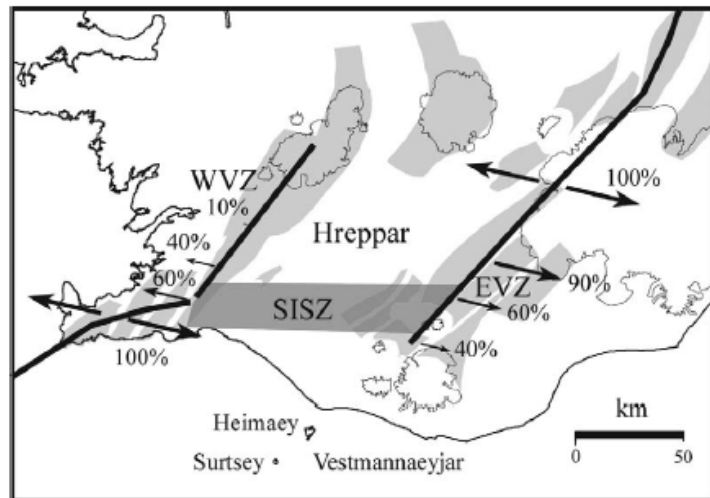 WVZ
10%
100%
Hreppar
40%
60%
EVZ
90%
SISZ
60%
100%
40%
km
Heimaey
0
50
Surtsey
Vestmannaeyjar